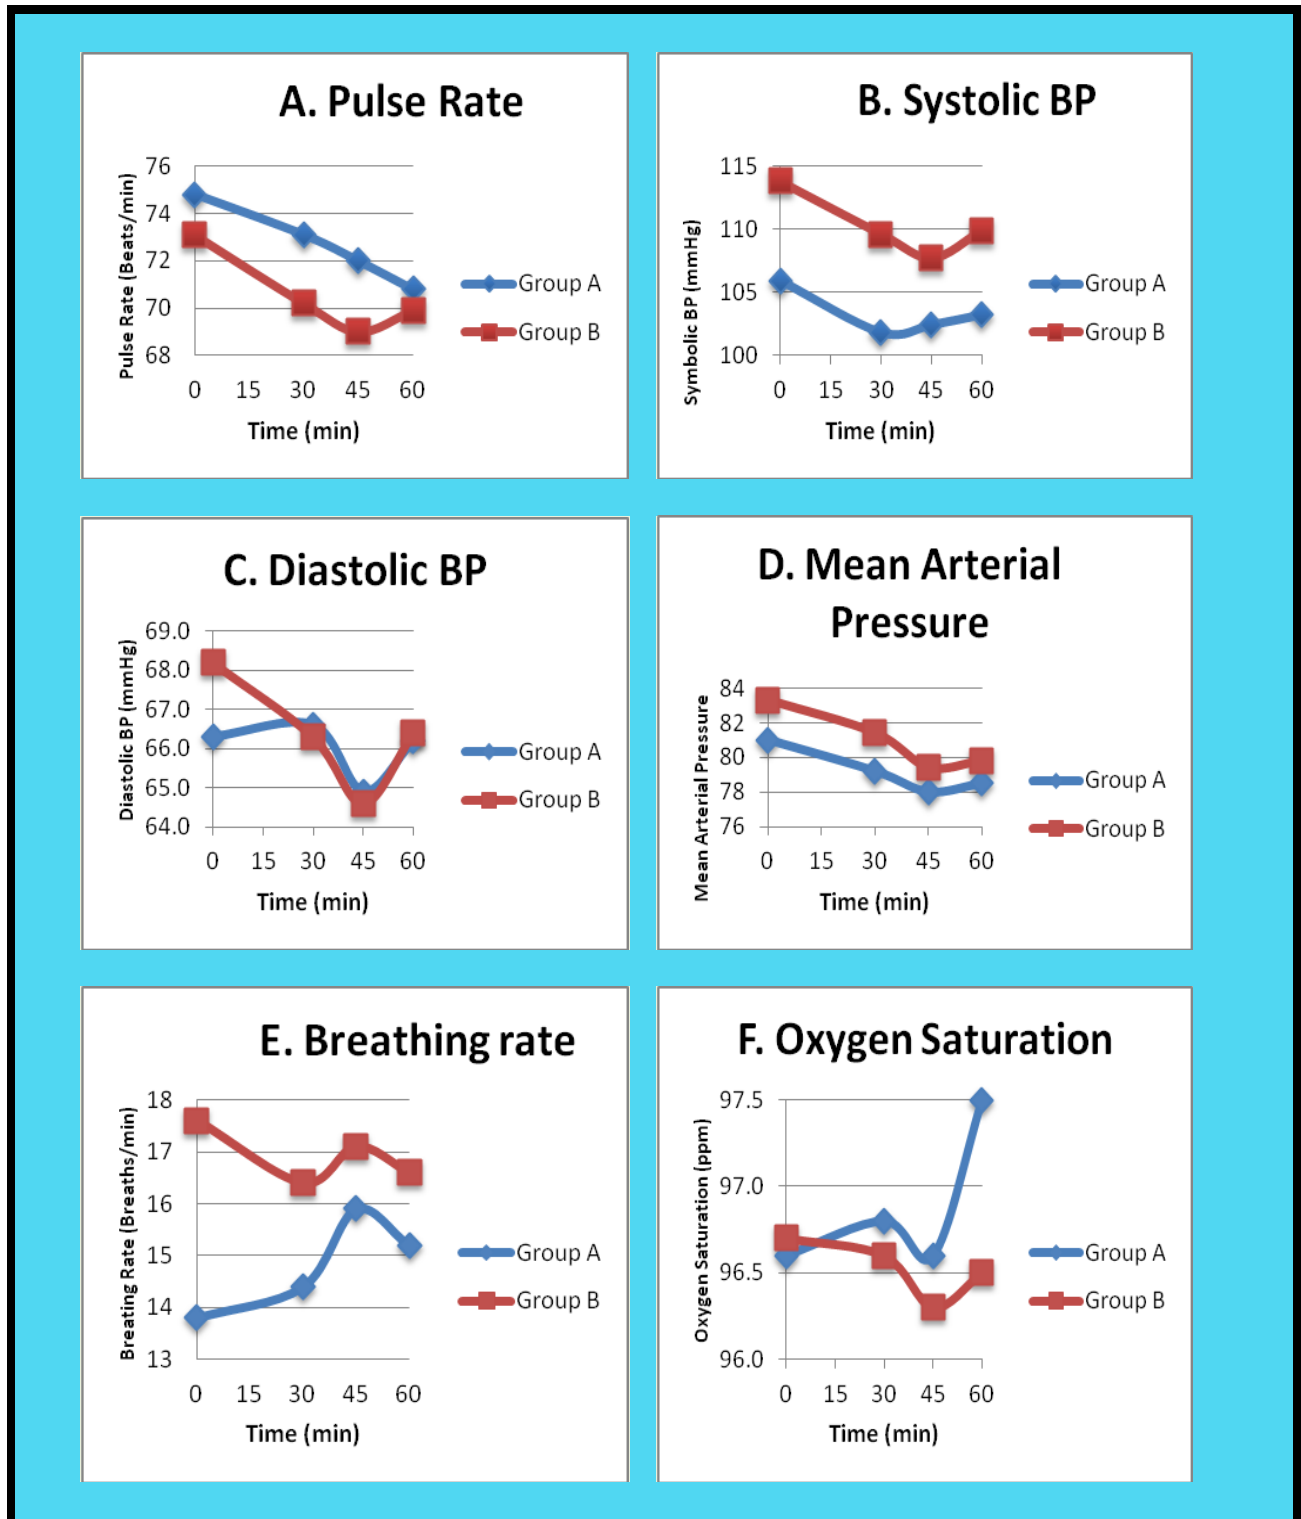 A. Pulse Rate
76
74
72
70
68
Pulse Rate (Beats/min)
0 15 30 45 60
Time (min)
Group A
Group B
B. Systolic BP
115
110
105
100
Symbolic BP (mmHg)
0 15 30 45 60
Time (min)
Group A
Group B
C. Diastolic BP
69.0
68.0
67.0
66.0
65.0
64.0
Diastolic BP (mmHg)
0 15 30 45 60
Time (min)
Group A
Group B
D. Mean Arterial
Pressure
84
82
80
78
76
Mean Arterial Pressure
0 15 30 45 60
Time (min)
Group A
Group B
E. Breathing rate
18
17
16
15
14
13
Breating Rate (Breaths/min)
0 15 30 45 60
Time (min)
Group A
Group B
F. Oxygen Saturation
97.5
97.0
96.5
96.0
Oxygen Saturation (ppm)
0 15 30 45 60
Time (min)
Group A
Group B